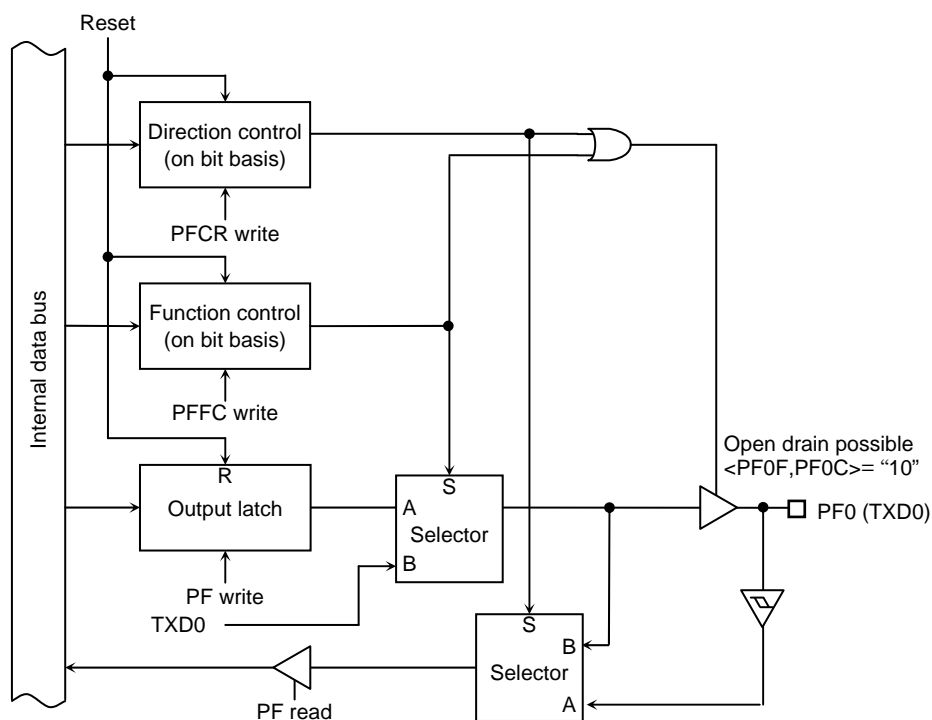 Reset
Direction control
(on bit basis)
PFCR write
Internal data bus
Function control
(on bit basis)
PFFC write
Open drain possible
<PF0F,PF0C>= “10”
R
Output latch
S
A
Selector
B
PF0 (TXD0)
PF write
TXD0
S
B
Selector
A
PF read